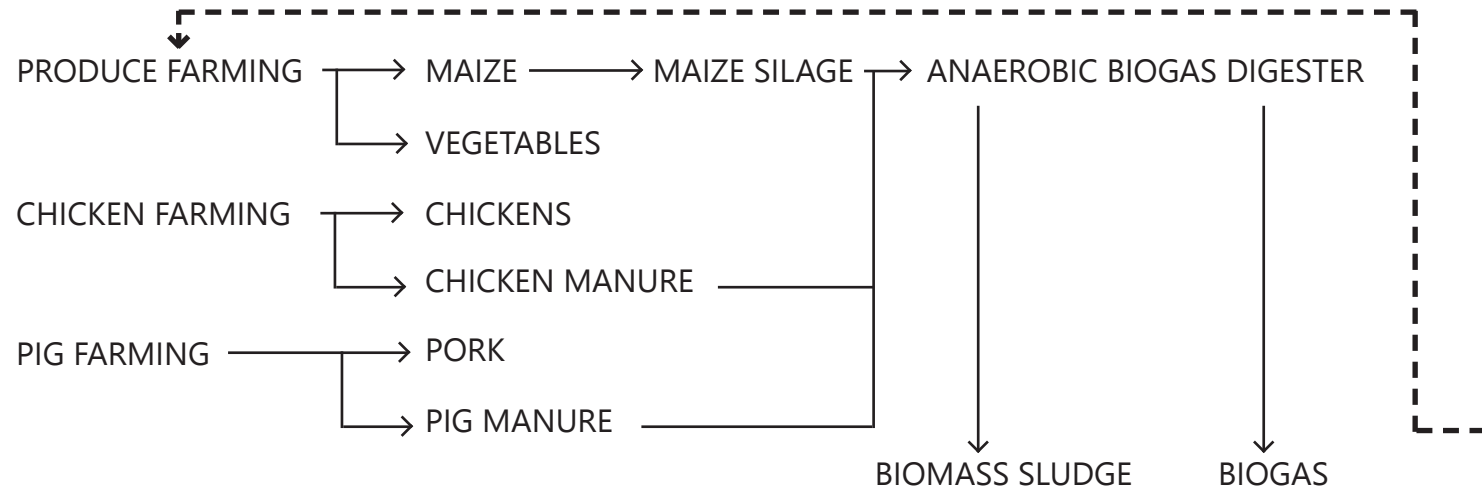 PRODUCE FARMING
MAIZE
MAIZE SILAGE
ANAEROBIC BIOGAS DIGESTER
VEGETABLES
CHICKEN FARMING
CHICKENS
CHICKEN MANURE
PIG FARMING
PORK
PIG MANURE
BIOMASS SLUDGE
BIOGAS